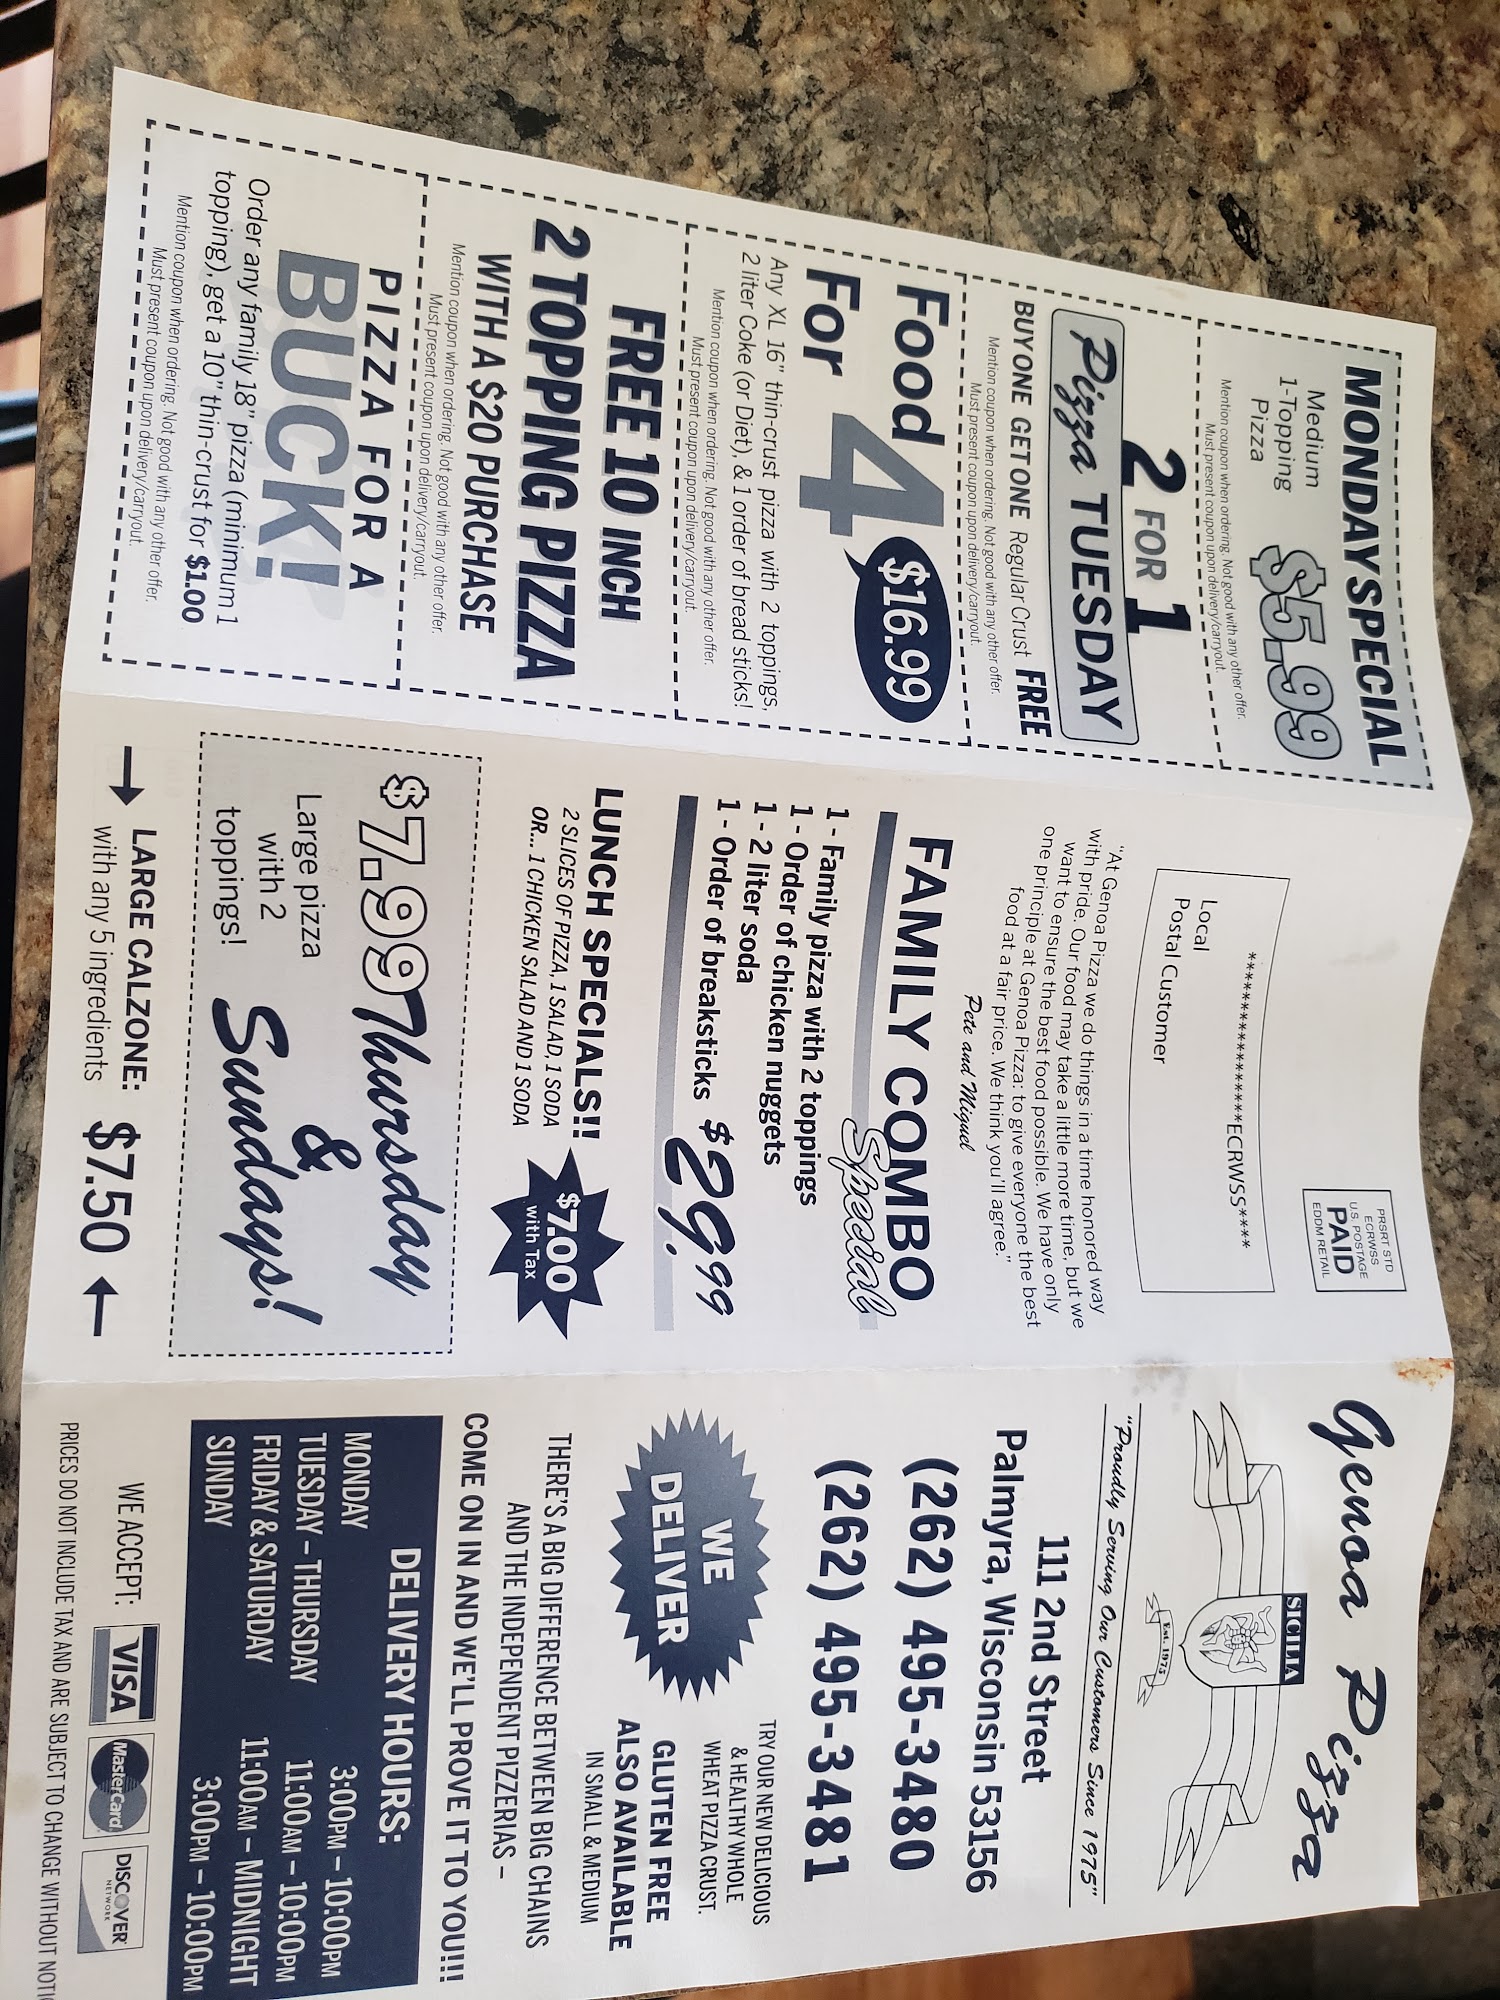 MONDAY SPECIAL
Medium
1-Topping
Pizza
$5.99
Mention coupon when ordering. Not good with any other offer.
Must present coupon upon delivery/carryout.
2 FOR 1
Pizza TUESDAY
BUY ONE GET ONE Regular Crust FREE
Mention coupon when ordering. Not good with any other offer.
Must present coupon upon delivery/carryout.
Food
For 4
$16.99
Any XL 16" thin-crust pizza with 2 toppings,
2 liter Coke (or Diet), & 1 order of bread sticks!
Mention coupon when ordering. Not good with any other offer.
Must present coupon upon delivery/carryout.
FREE 10 INCH
2 TOPPING PIZZA
WITH A $20 PURCHASE
Mention coupon when ordering. Not good with any other offer.
Must present coupon upon delivery/carryout.
PIZZA FOR A
BUCK!
Order any family 18" pizza (minimum 1
topping), get a 10" thin-crust for $1.00
Mention coupon when ordering. Not good with any other offer.
Must present coupon upon delivery/carryout.
PRSRT STD
ECRWSS
U.S. POSTAGE
PAID
EDDM RETAIL
******************ECRWSS****
Local
Postal Customer
"At Genoa Pizza we do things in a time honored way
with pride. Our food may take a little more time, but we
want to ensure the best food possible. We have only
one principle at Genoa Pizza: to give everyone the best
food at a fair price. We think you'll agree."
Pete and Miguel
FAMILY COMBO
Special
1 - Family pizza with 2 toppings
1 - Order of chicken nuggets
1 - 2 liter soda
1 - Order of breaksticks
$29.99
LUNCH SPECIALS!!
2 SLICES OF PIZZA, 1 SALAD, 1 SODA
OR... 1 CHICKEN SALAD AND 1 SODA
$7.00
with Tax
$7.99 Thursday
Large pizza
with 2
toppings!
&
Sundays!
LARGE CALZONE:
with any 5 ingredients
$7.50
Genoa Pizza
SICILIA
Est. 1975
"Proudly Serving Our Customers Since 1975"
111 2nd Street
Palmyra, Wisconsin 53156
(262) 495-3480
(262) 495-3481
WE
DELIVER
TRY OUR NEW DELICIOUS
& HEALTHY WHOLE
WHEAT PIZZA CRUST.
GLUTEN FREE
ALSO AVAILABLE
IN SMALL & MEDIUM
THERE'S A BIG DIFFERENCE BETWEEN BIG CHAINS
AND THE INDEPENDENT PIZZERIAS –
COME ON IN AND WE'LL PROVE IT TO YOU!!!
DELIVERY HOURS:
MONDAY 3:00PM – 10:00PM
TUESDAY – THURSDAY 11:00AM – 10:00PM
FRIDAY & SATURDAY 11:00AM – MIDNIGHT
SUNDAY 3:00PM – 10:00PM
WE ACCEPT:
VISA
MasterCard
DISCOVER
NETWORK
PRICES DO NOT INCLUDE TAX AND ARE SUBJECT TO CHANGE WITHOUT NOTI